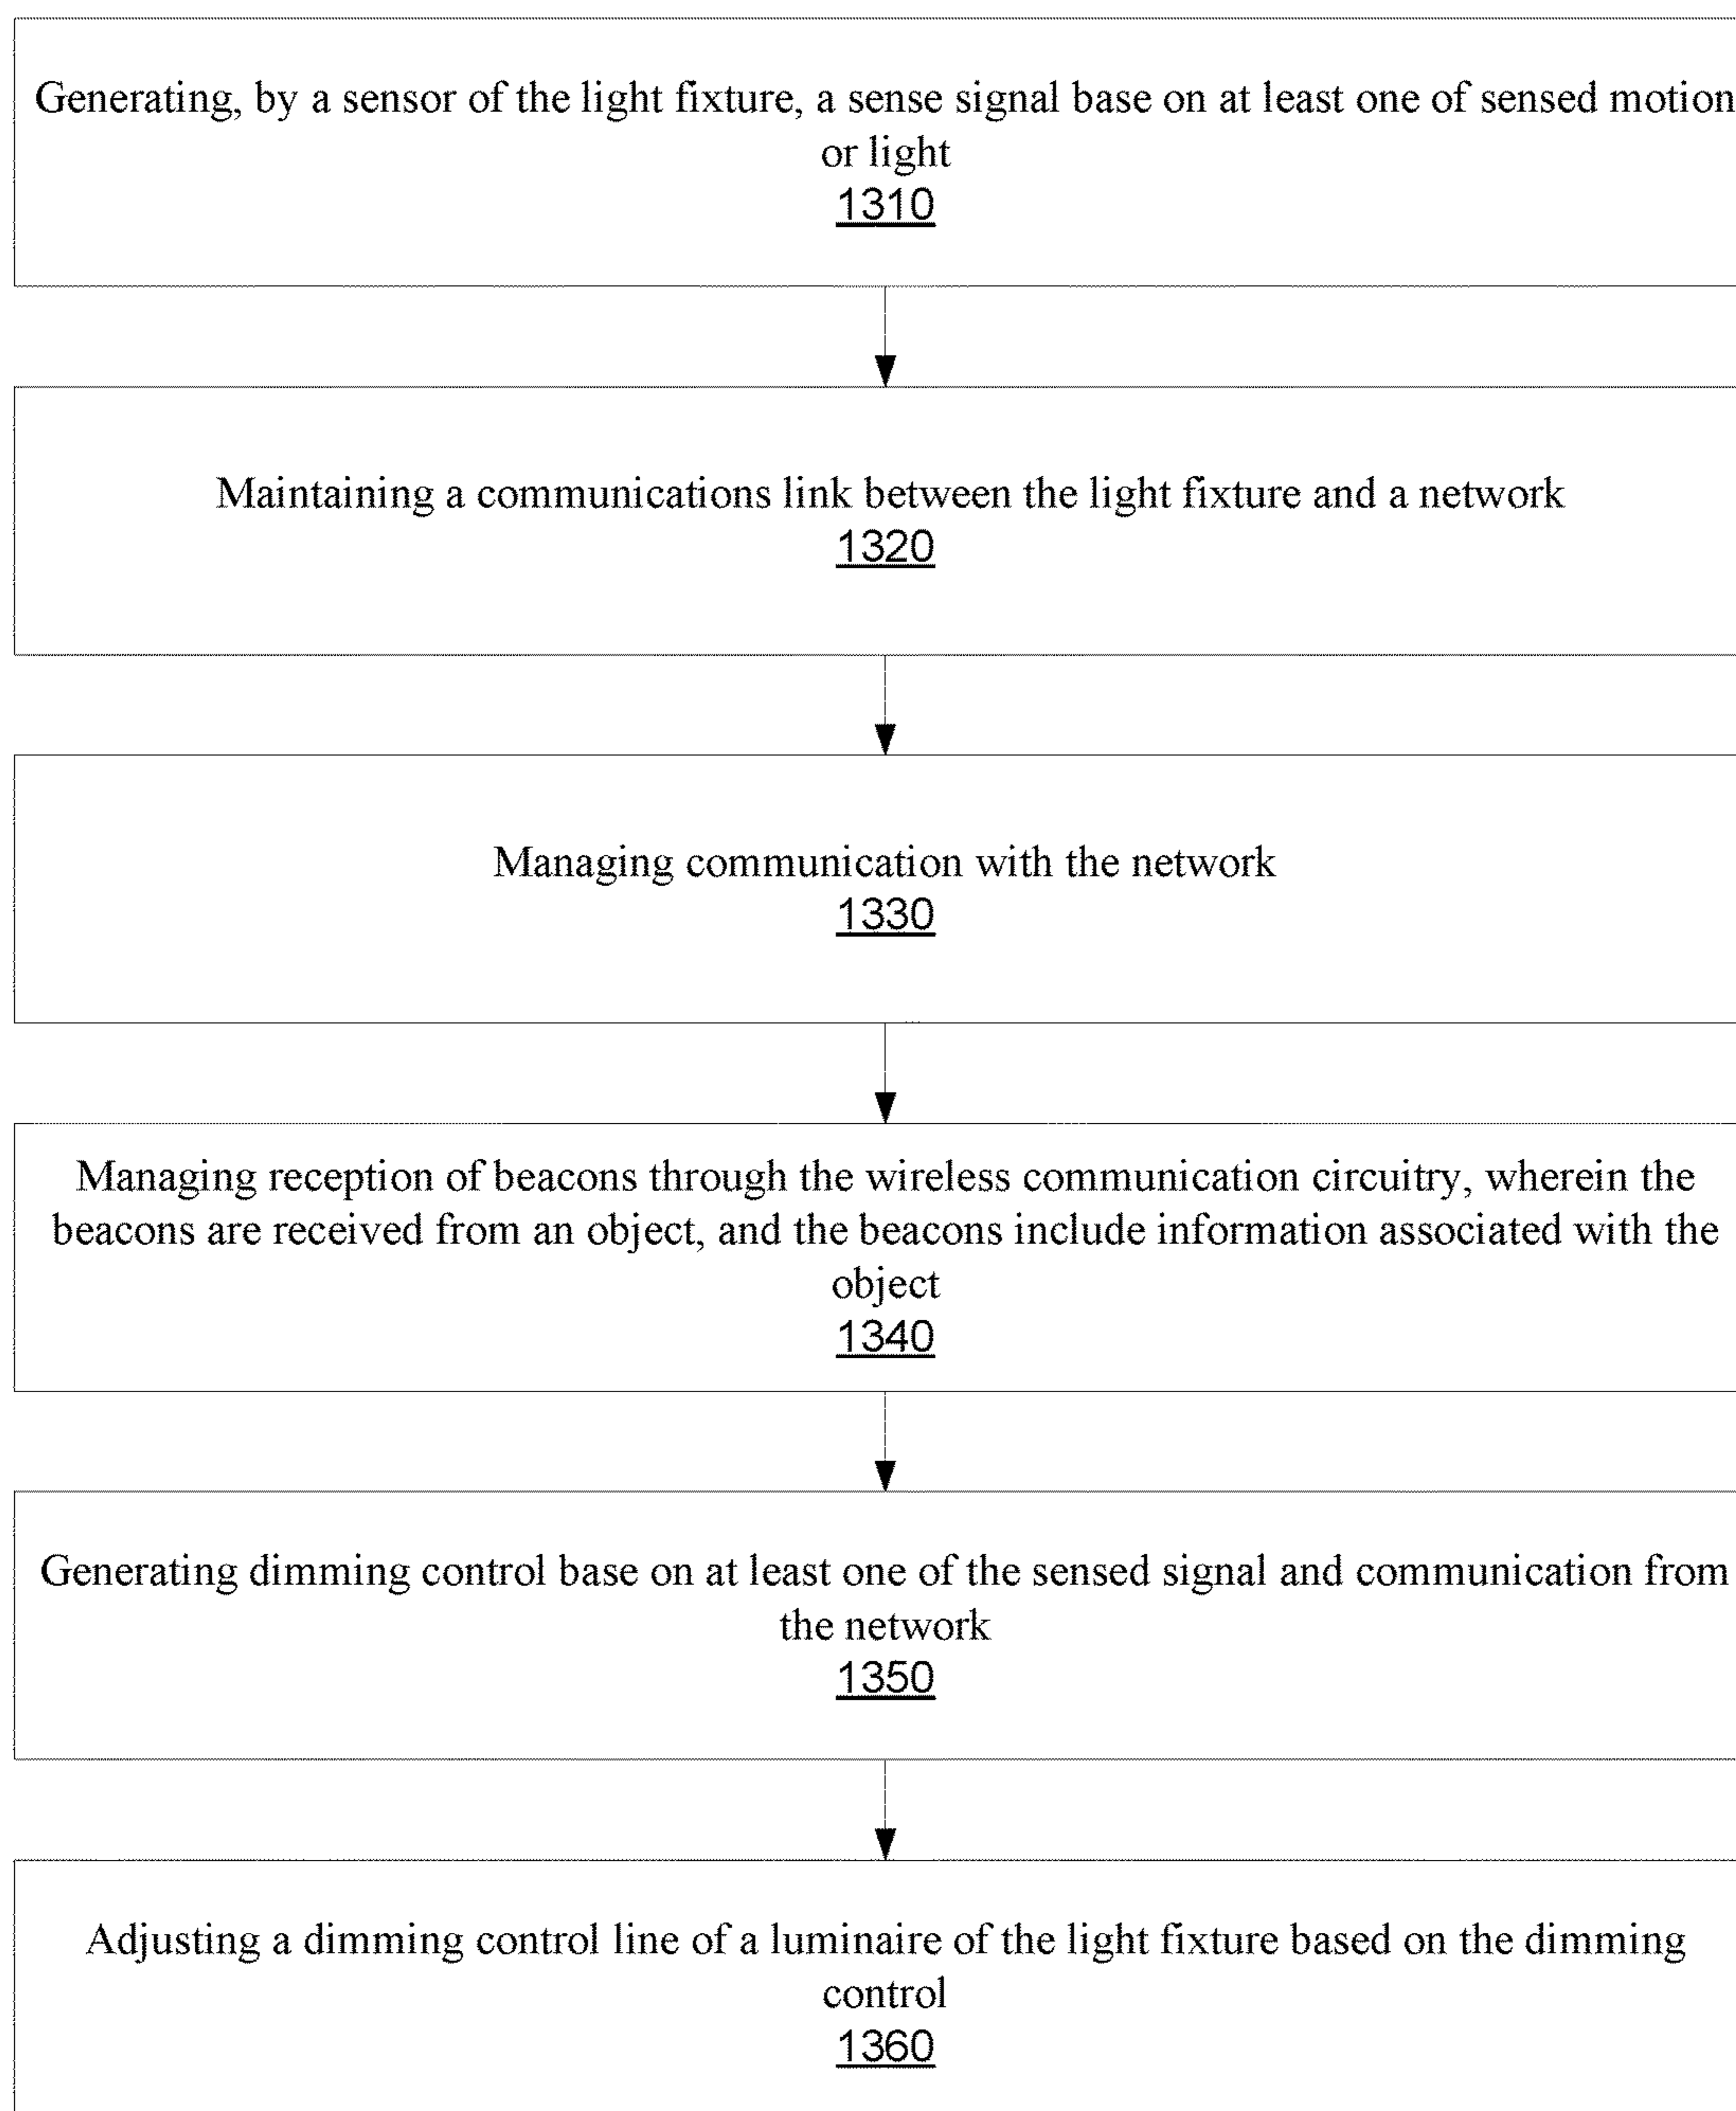 Generating, by a sensor of the light fixture, a sense signal base on at least one of sensed motion
or light
1310
Maintaining a communications link between the light fixture and a network
1320
Managing communication with the network
1330
Managing reception of beacons through the wireless communication circuitry, wherein the
beacons are received from an object, and the beacons include information associated with the
object
1340
Generating dimming control base on at least one of the sensed signal and communication from
the network
1350
Adjusting a dimming control line of a luminaire of the light fixture based on the dimming
control
1360